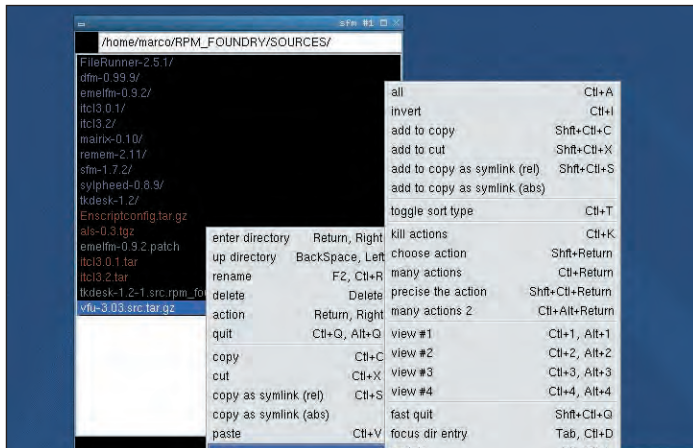 sfm #1
/home/marco/RPM_FOUNDRY/SOURCES/
FileRunner-2.5.1/
dfm-0.99.9/
emelfm-0.9.2/
itcl3.0.1/
itcl3.2/
mairix-0.10/
remem-2.11/
sfm-1.7.2/
sylpheed-0.8.9/
tkdesk-1.2/
Enscriptconfig.tar.gz
als-0.3.tgz
emelfm-0.9.2.patch
itcl3.0.1.tar
itcl3.2.tar
tkdesk-1.2-1.src.rpm_fo
vfu-3.03.src.tar.gz
enter directory Return, Right
up directory BackSpace, Left
rename F2, Ctl+R
delete Delete
action Return, Right
quit Ctl+Q, Alt+Q
copy Ctl+C
cut Ctl+X
copy as symlink (rel) Ctl+S
copy as symlink (abs)
paste Ctl+V
all Ctl+A
invert Ctl+I
add to copy Shft+Ctl+C
add to cut Shft+Ctl+X
add to copy as symlink (rel) Shft+Ctl+S
add to copy as symlink (abs)
toggle sort type Ctl+T
kill actions Ctl+K
choose action Shft+Return
many actions Ctl+Return
precise the action Shft+Ctl+Return
many actions 2 Ctl+Alt+Return
view #1 Ctl+1, Alt+1
view #2 Ctl+2, Alt+2
view #3 Ctl+3, Alt+3
view #4 Ctl+4, Alt+4
fast quit Shft+Ctl+Q
focus dir entry Tab, Ctl+D